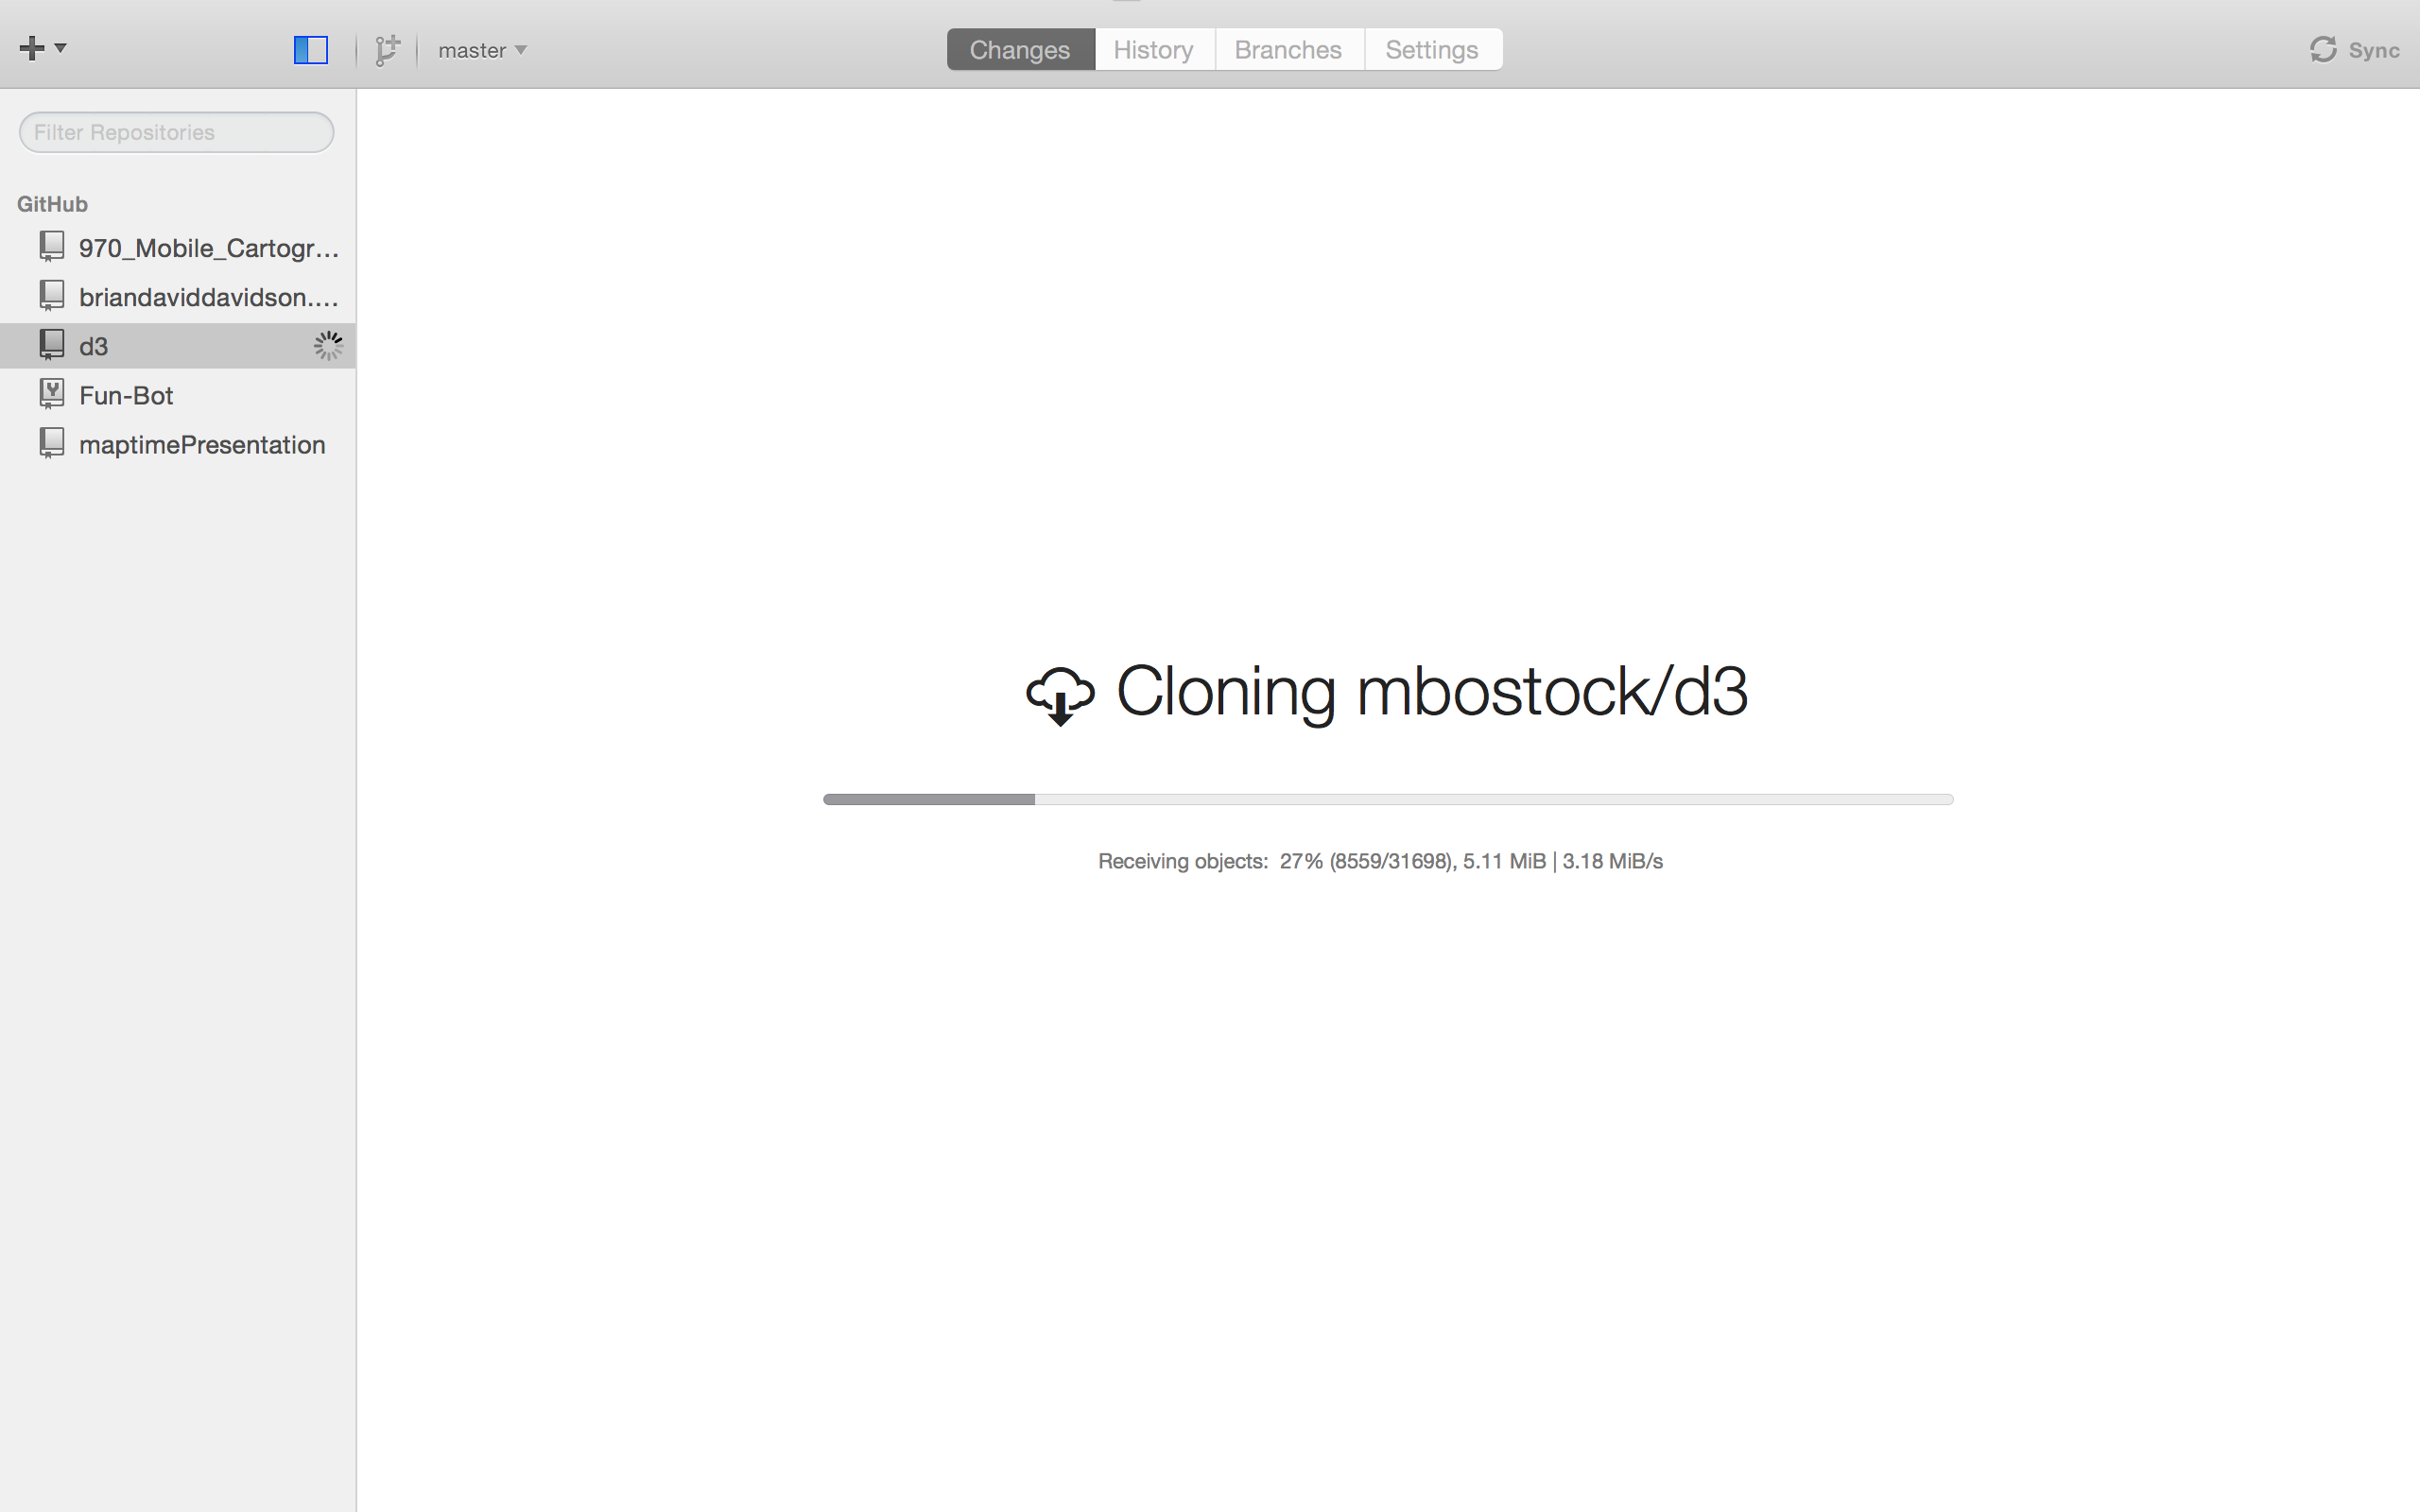 master
Changes
History
Branches
Settings
Sync
Filter Repositories
GitHub
970_Mobile_Cartogr...
briandaviddavidson....
d3
Fun-Bot
maptimePresentation
Cloning mbostock/d3
Receiving objects: 27% (8559/31698), 5.11 MiB | 3.18 MiB/s